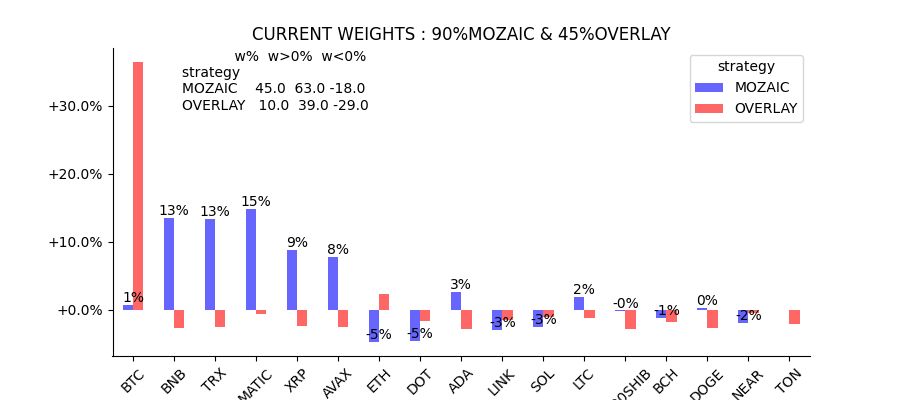 CURRENT WEIGHTS : 90%MOZAIC & 45%OVERLAY
w% w>0% w<0%
strategy
MOZAIC 45.0 63.0 -18.0
OVERLAY 10.0 39.0 -29.0
strategy
MOZAIC
OVERLAY
+30.0%
+20.0%
+10.0%
+0.0%
1%
13%
13%
15%
9%
8%
-5%
-5%
3%
-3%
-3%
2%
-0%
-1%
0%
-2%
BTC
BNB
TRX
MATIC
XRP
AVAX
ETH
DOT
ADA
LINK
SOL
LTC
0SHIB
BCH
DOGE
NEAR
TON